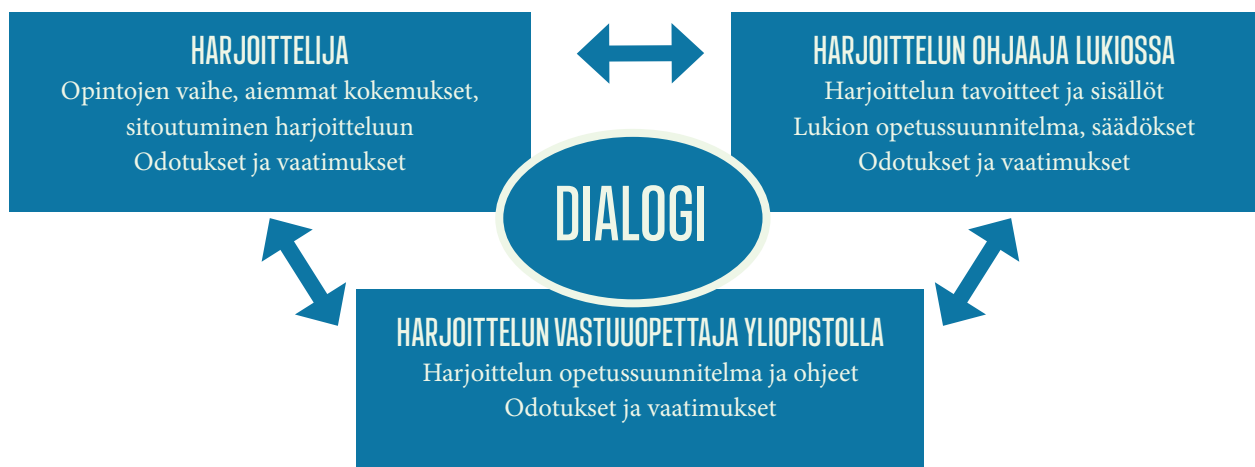 HARJOITTELIJA
Opintojen vaihe, aiemmat kokemukset,
sitoutuminen harjoitteluun
Odotukset ja vaatimukset
HARJOITTELUN OHJAAJA LUKIOSSA
Harjoittelun tavoitteet ja sisällöt
Lukion opetussuunnitelma, säädökset
Odotukset ja vaatimukset
DIALOGI
HARJOITTELUN VASTUUOPETTAJA YLIOPISTOLLA
Harjoittelun opetussuunnitelma ja ohjeet
Odotukset ja vaatimukset